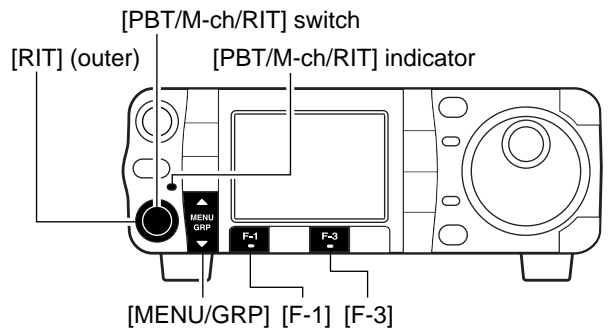 [PBT/M-ch/RIT] switch
[RIT] (outer)
[PBT/M-ch/RIT] indicator
MENU
GRP
F-1
F-3
[MENU/GRP]
[F-1]
[F-3]